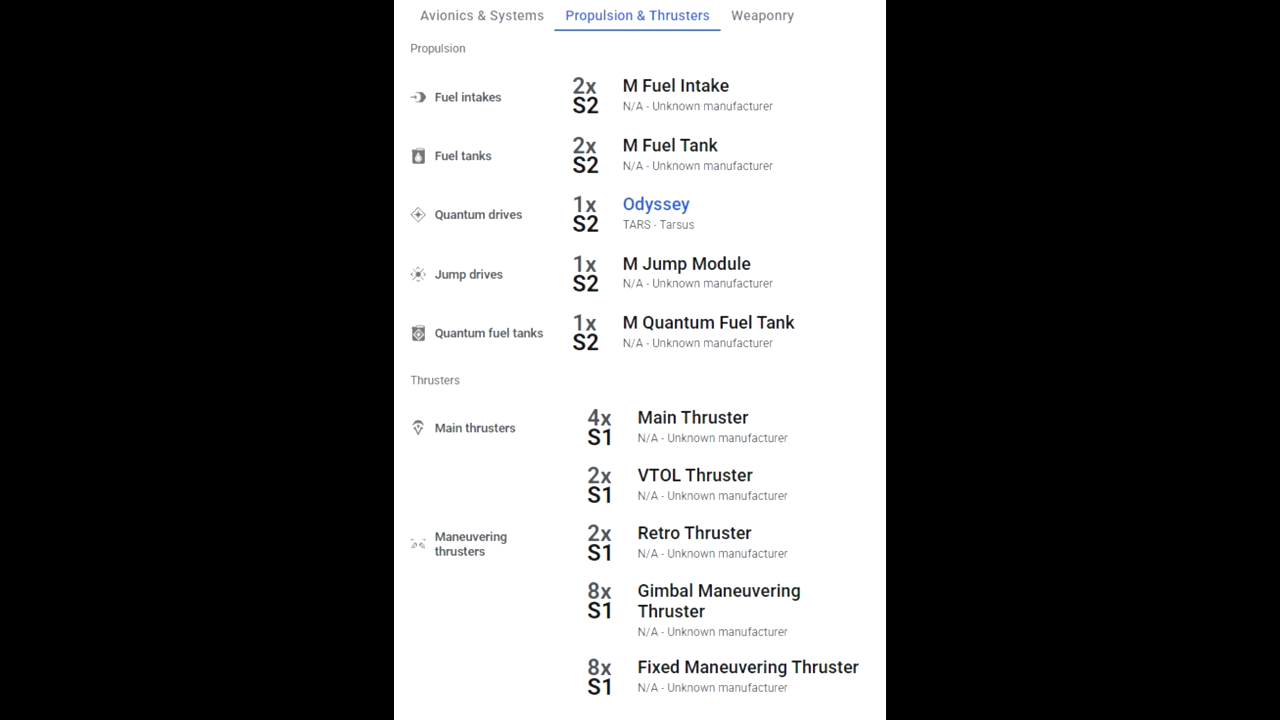 Avionics & Systems Propulsion & Thrusters Weaponry
Propulsion
Fuel intakes
2x
S2
M Fuel Intake
N/A - Unknown manufacturer
Fuel tanks
2x
S2
M Fuel Tank
N/A - Unknown manufacturer
Quantum drives
1x
S2
Odyssey
TARS - Tarsus
Jump drives
1x
S2
M Jump Module
N/A - Unknown manufacturer
Quantum fuel tanks
1x
S2
M Quantum Fuel Tank
N/A - Unknown manufacturer
Thrusters
Main thrusters
4x
S1
Main Thruster
N/A - Unknown manufacturer
2x
S1
VTOL Thruster
N/A - Unknown manufacturer
Maneuvering
thrusters
2x
S1
Retro Thruster
N/A - Unknown manufacturer
8x
S1
Gimbal Maneuvering
Thruster
N/A - Unknown manufacturer
8x
S1
Fixed Maneuvering Thruster
N/A - Unknown manufacturer